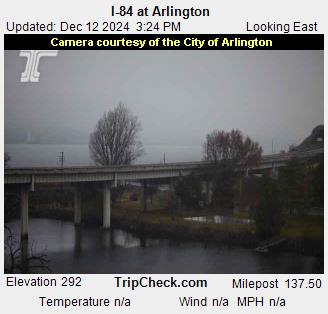 I-84 at Arlington
Updated: Dec 12 2024 3:24 PM Looking East
Camera courtesy of the City of Arlington
Elevation 292 TripCheck.com Milepost 137.50
Temperature n/a Wind n/a MPH n/a